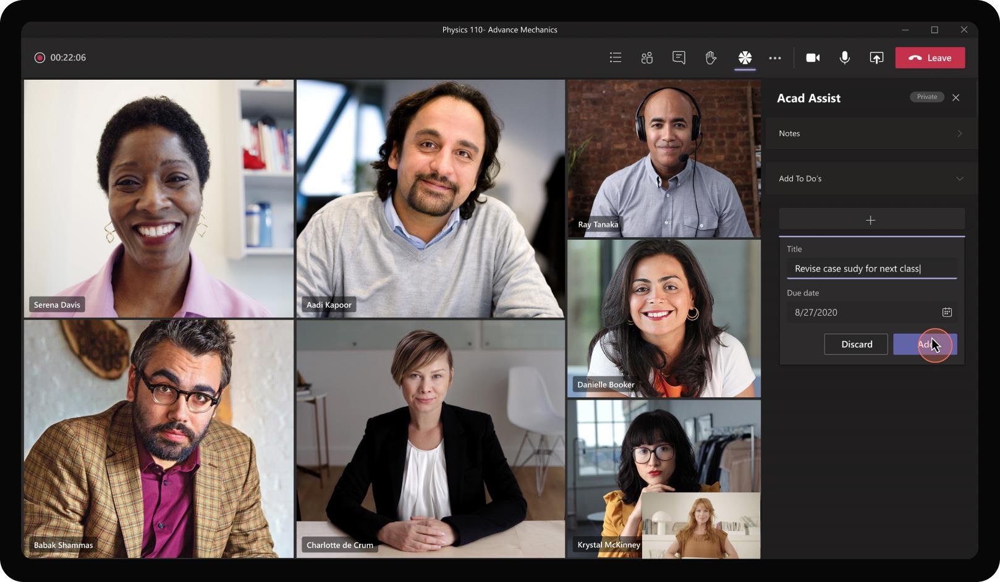 Physics 110- Advance Mechanics
00:22:06
Leave
Serena Davis
Aadi Kapoor
Ray Tanaka
Danielle Booker
Babak Shammas
Charlotte de Crum
Krystal McKinney
Acad Assist
Private
Notes
Add To Do's
Title
Revise case sudy for next class
Due date
8/27/2020
Discard
Add